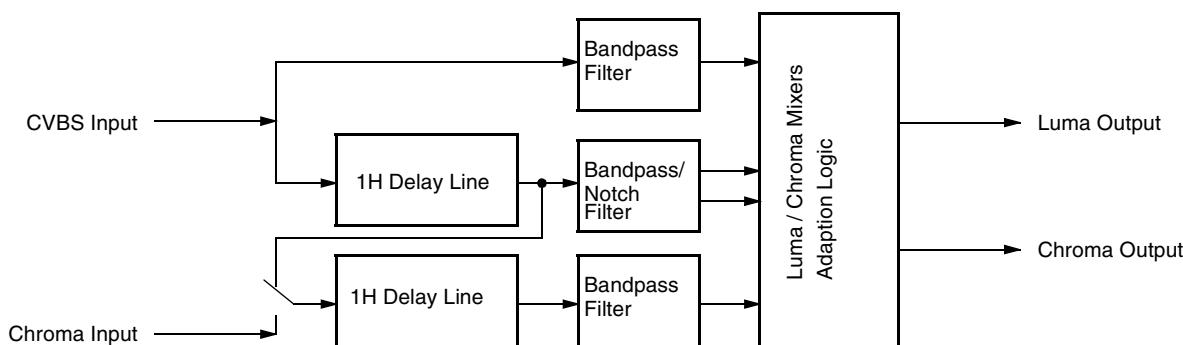 Bandpass
Filter
CVBS Input
Luma Output
1H Delay Line
Bandpass/
Notch
Filter
Luma / Chroma Mixers
Adaption Logic
Chroma Output
1H Delay Line
Bandpass
Filter
Chroma Input